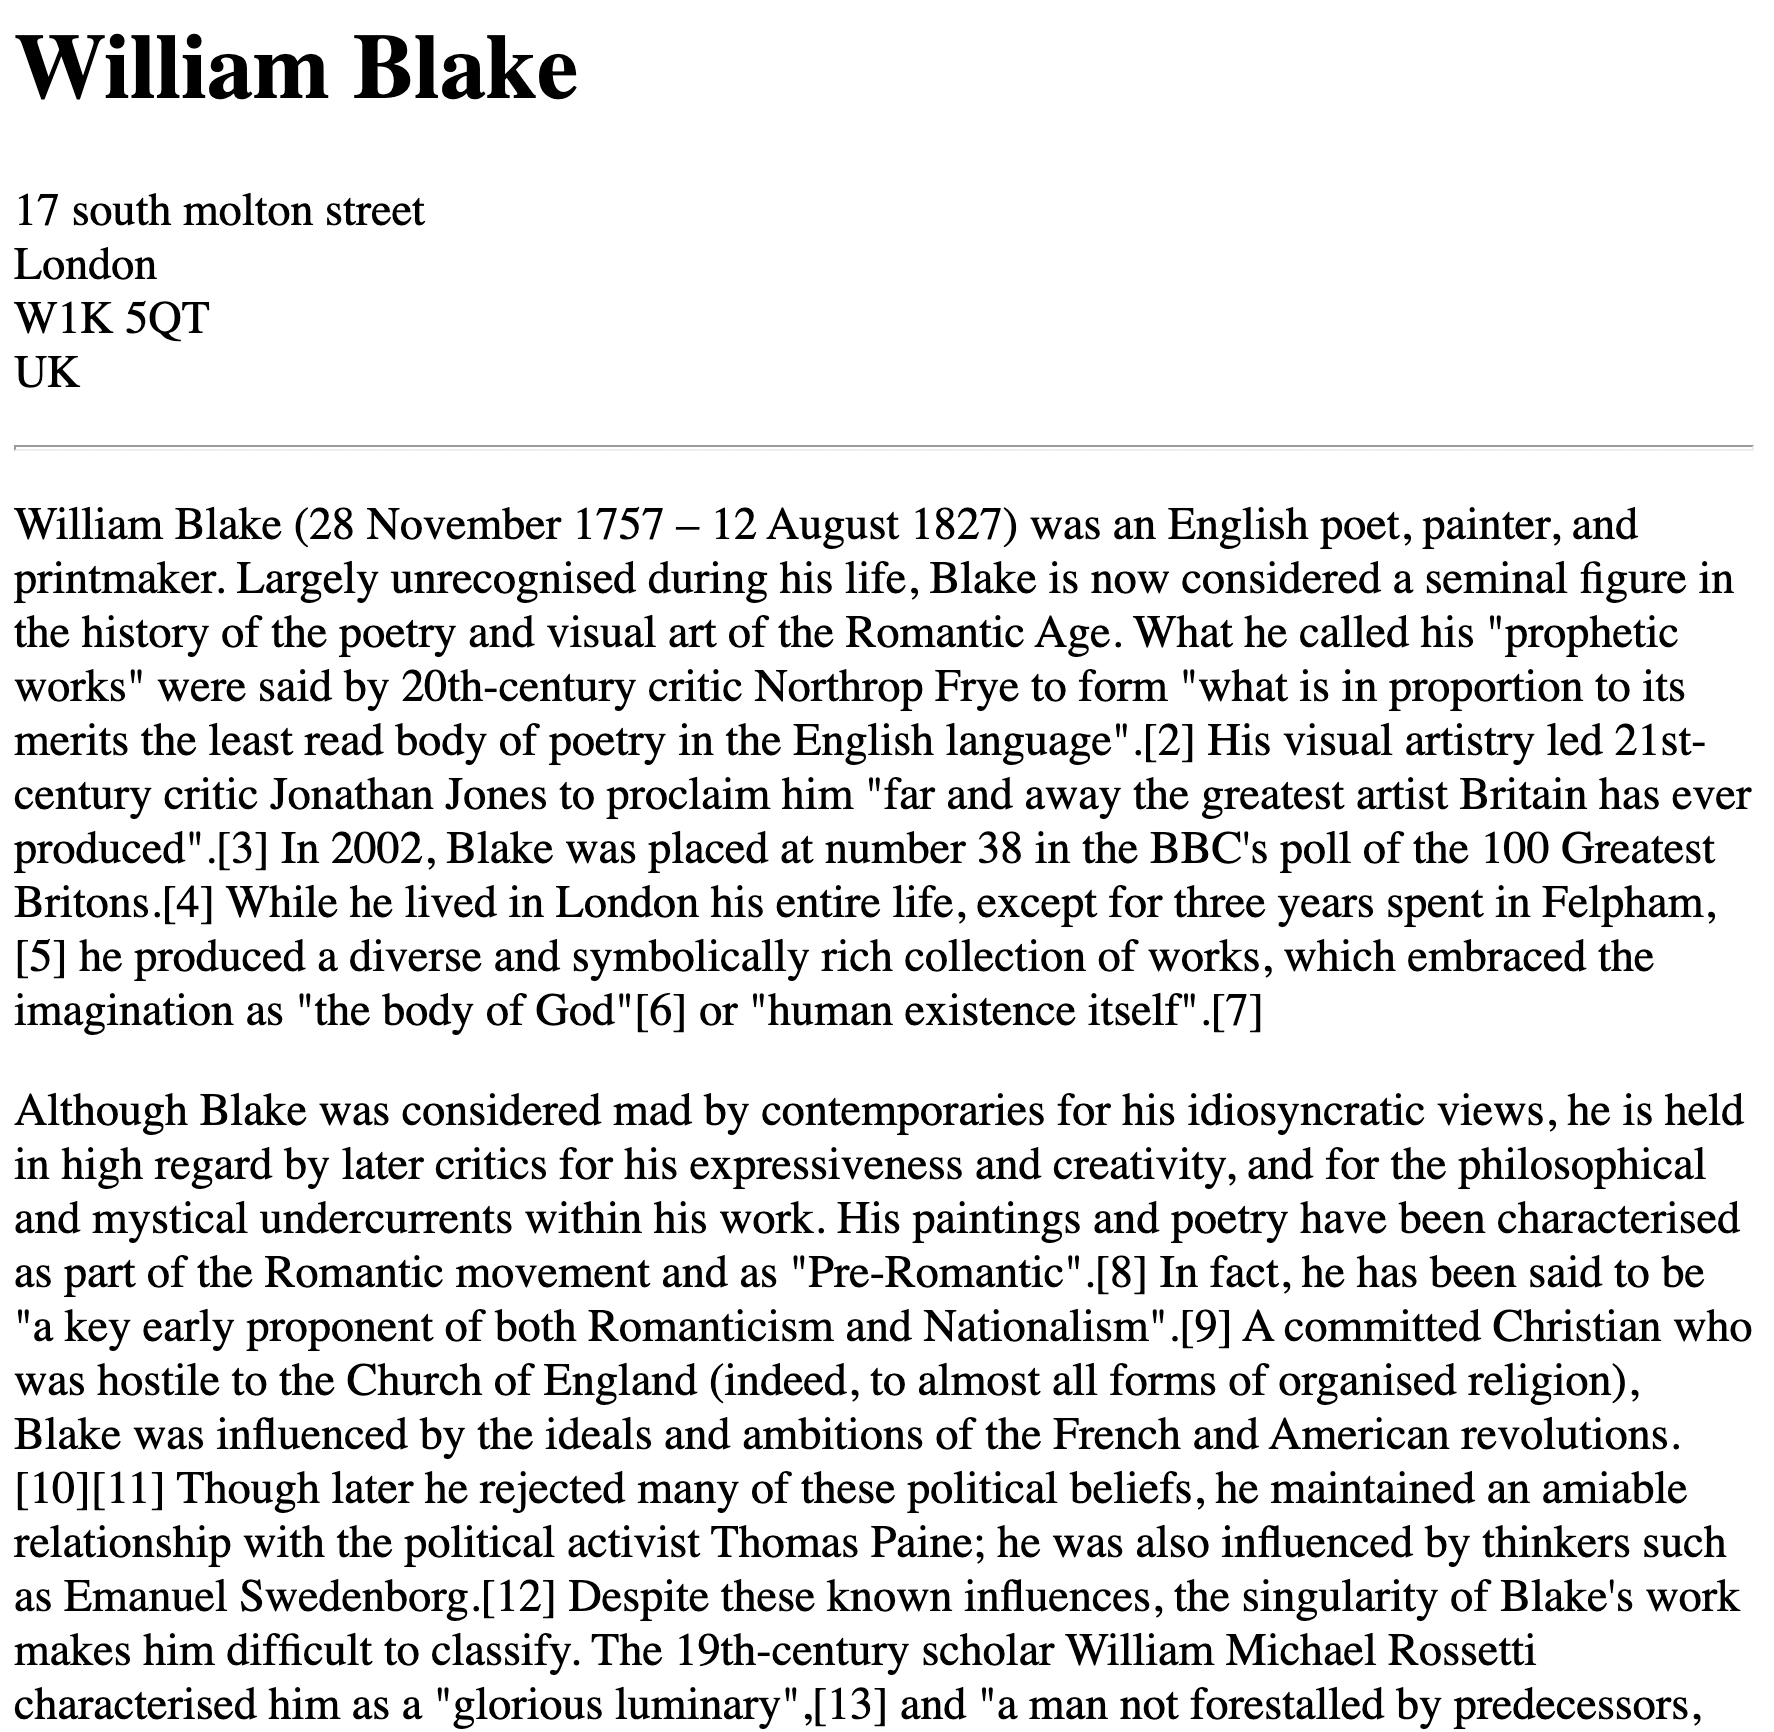 William Blake
17 south molton street
London
W1K 5QT
UK
William Blake (28 November 1757 – 12 August 1827) was an English poet, painter, and
printmaker. Largely unrecognised during his life, Blake is now considered a seminal figure in
the history of the poetry and visual art of the Romantic Age. What he called his "prophetic
works" were said by 20th-century critic Northrop Frye to form "what is in proportion to its
merits the least read body of poetry in the English language".[2] His visual artistry led 21st-
century critic Jonathan Jones to proclaim him "far and away the greatest artist Britain has ever
produced".[3] In 2002, Blake was placed at number 38 in the BBC's poll of the 100 Greatest
Britons.[4] While he lived in London his entire life, except for three years spent in Felpham,
[5] he produced a diverse and symbolically rich collection of works, which embraced the
imagination as "the body of God"[6] or "human existence itself".[7]
Although Blake was considered mad by contemporaries for his idiosyncratic views, he is held
in high regard by later critics for his expressiveness and creativity, and for the philosophical
and mystical undercurrents within his work. His paintings and poetry have been characterised
as part of the Romantic movement and as "Pre-Romantic".[8] In fact, he has been said to be
"a key early proponent of both Romanticism and Nationalism".[9] A committed Christian who
was hostile to the Church of England (indeed, to almost all forms of organised religion),
Blake was influenced by the ideals and ambitions of the French and American revolutions.
[10][11] Though later he rejected many of these political beliefs, he maintained an amiable
relationship with the political activist Thomas Paine; he was also influenced by thinkers such
as Emanuel Swedenborg.[12] Despite these known influences, the singularity of Blake's work
makes him difficult to classify. The 19th-century scholar William Michael Rossetti
characterised him as a "glorious luminary",[13] and "a man not forestalled by predecessors,